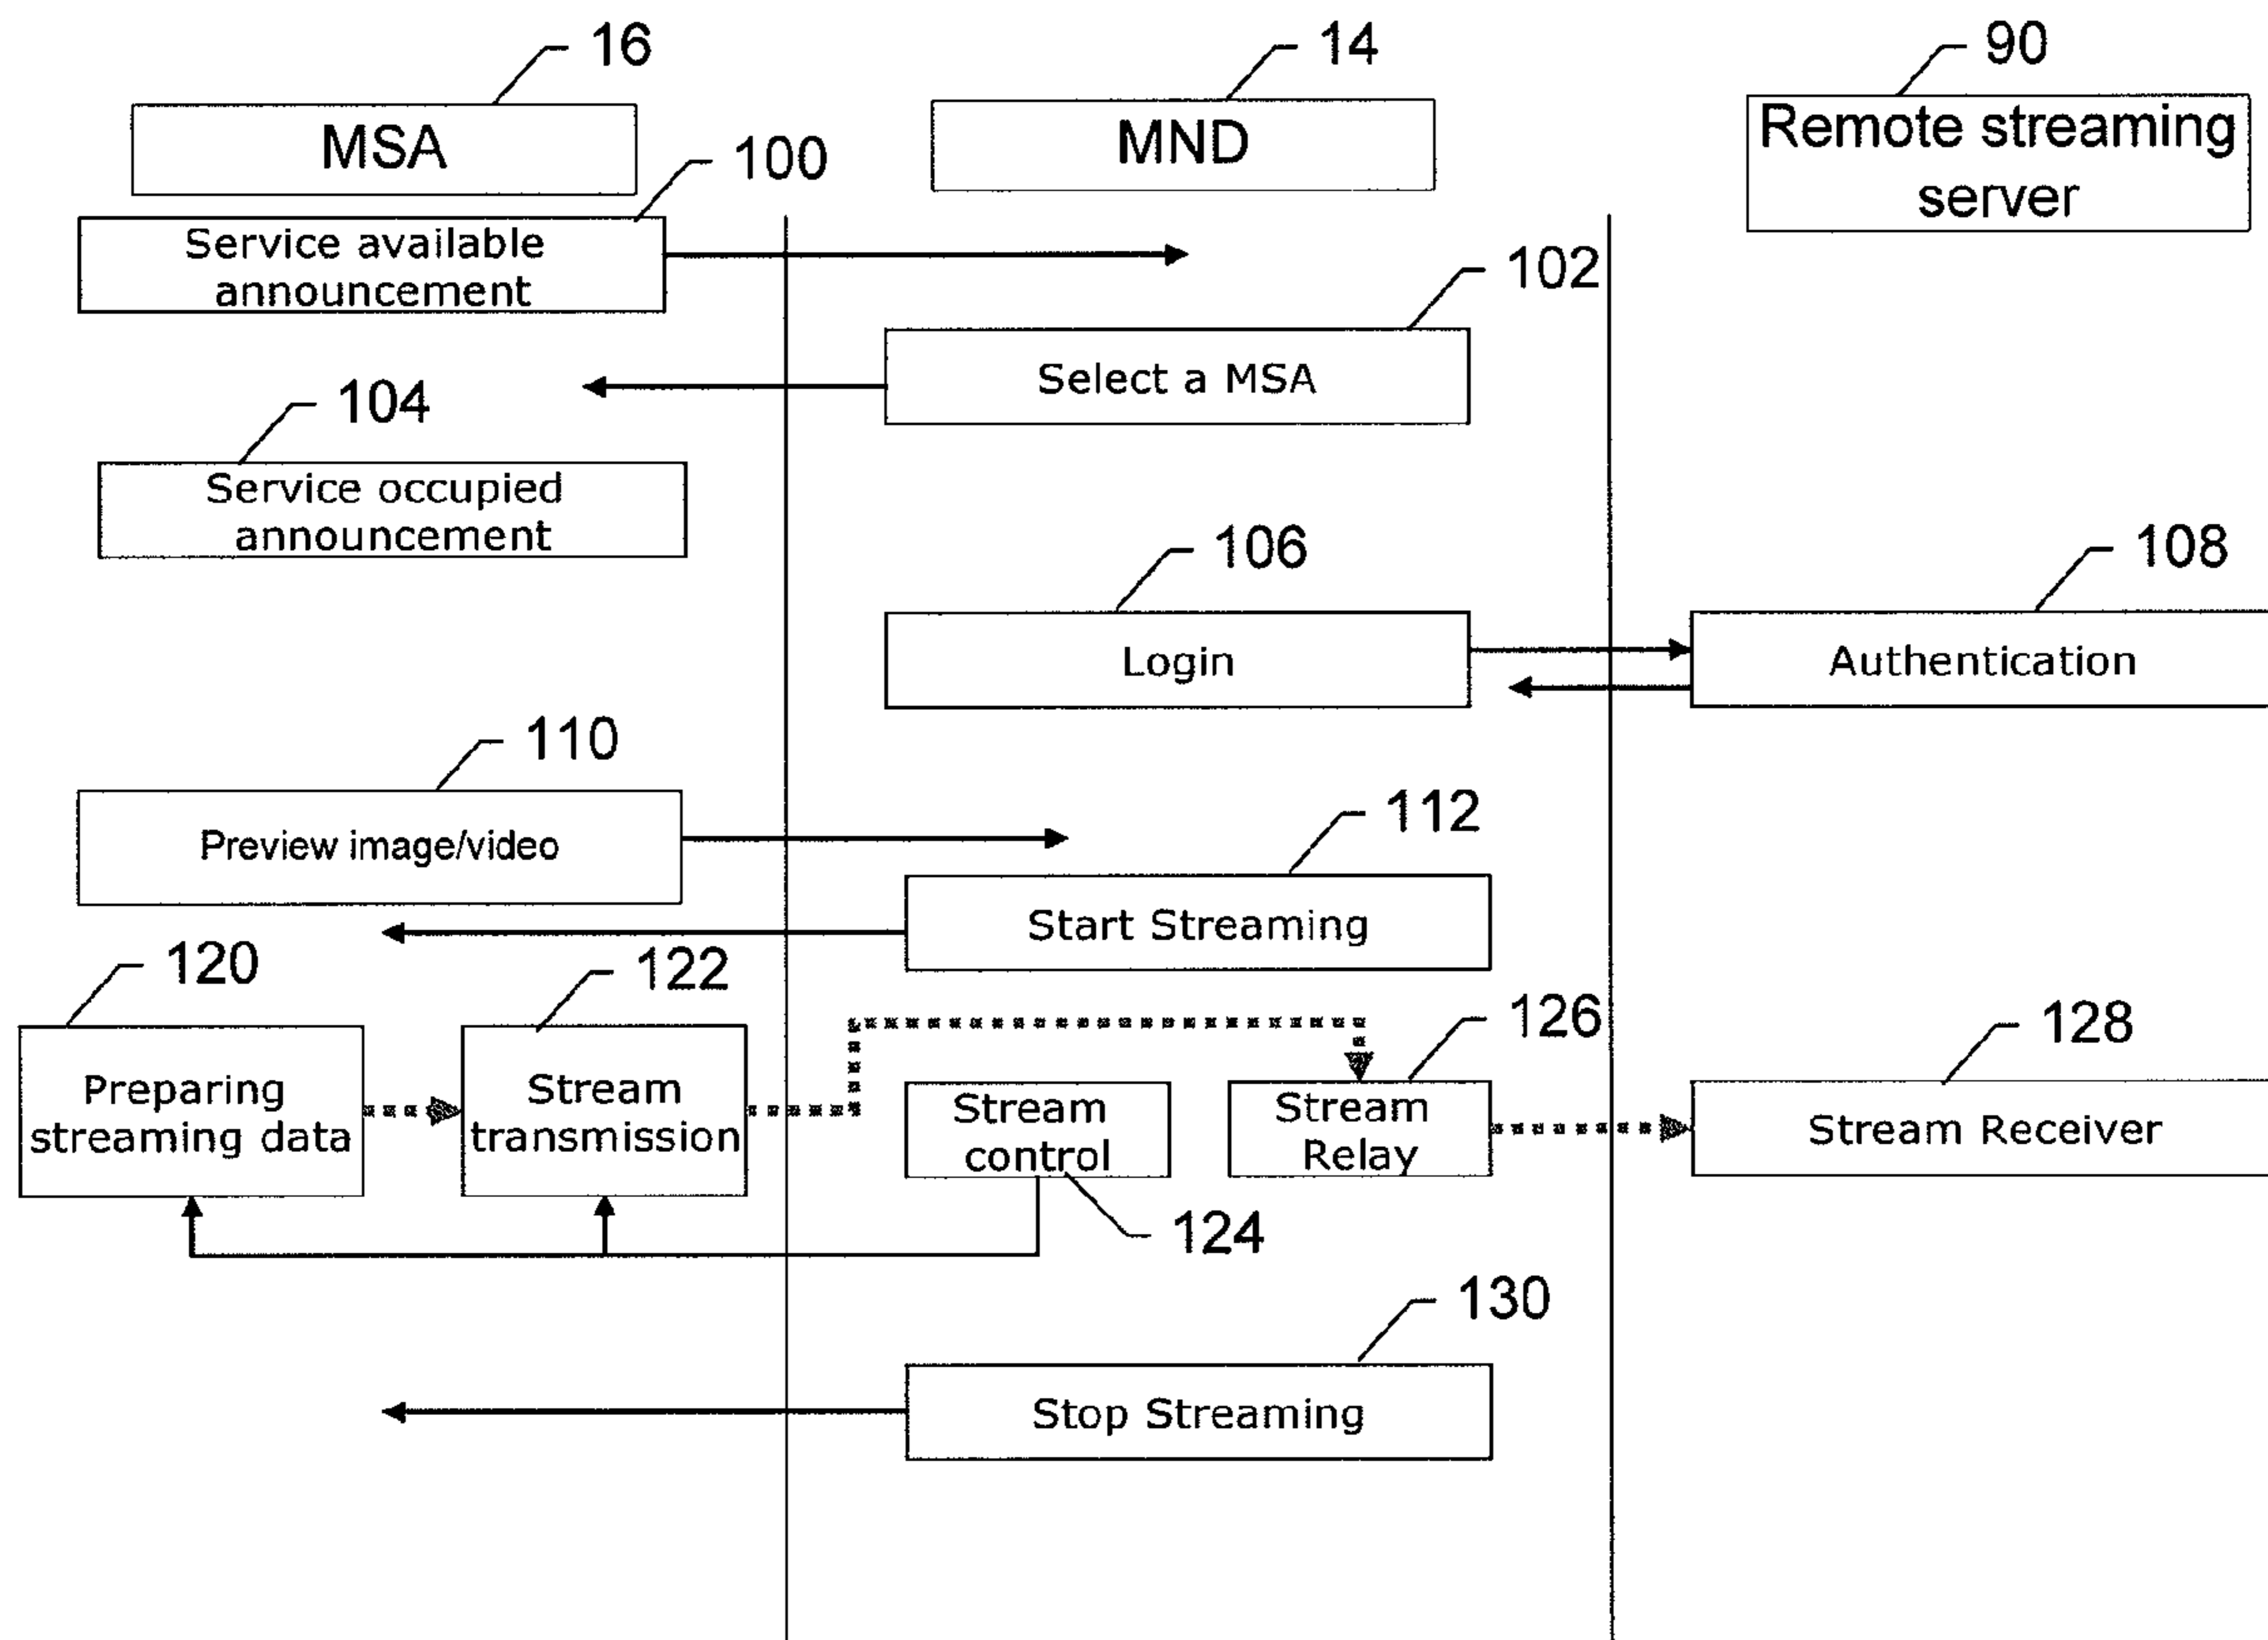 16
14
90
MSA
MND
Remote streaming
server
100
Service available
announcement
102
Select a MSA
104
Service occupied
announcement
106
108
Login
Authentication
110
Preview image/video
112
Start Streaming
120
122
126
128
Preparing
streaming data
Stream
transmission
Stream
control
Stream
Relay
Stream Receiver
124
130
Stop Streaming